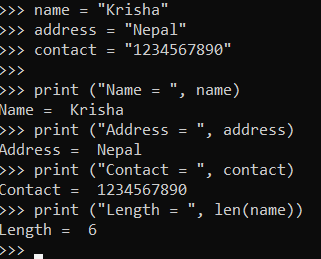 >>> name = "Krisha"
>>> address = "Nepal"
>>> contact = "1234567890"
>>>
>>> print ("Name = ", name)
Name =  Krisha
>>> print ("Address = ", address)
Address =  Nepal
>>> print ("Contact = ", contact)
Contact =  1234567890
>>> print ("Length = ", len(name))
Length =  6
>>>